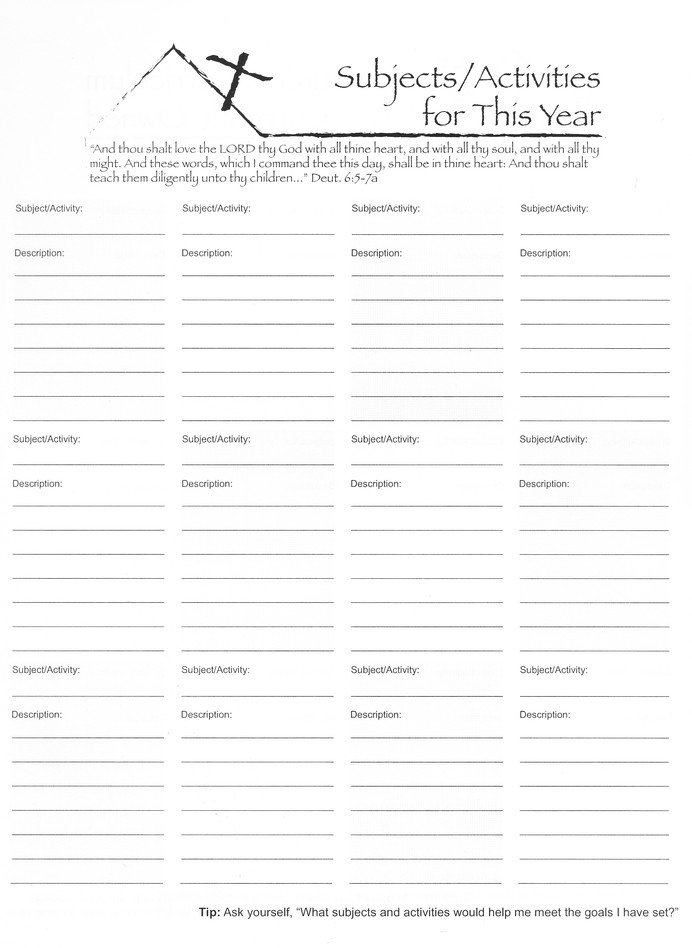 Subjects/Activities
for This Year
"And thou shalt love the LORD thy God with all thine heart, and with all thy soul, and with all thy
might. And these words, which I command thee this day, shall be in thine heart: And thou shalt
teach them diligently unto thy children..." Deut. 6:5-7a
Subject/Activity: Subject/Activity: Subject/Activity: Subject/Activity:
Description: Description: Description: Description:
Subject/Activity: Subject/Activity: Subject/Activity: Subject/Activity:
Description: Description: Description: Description:
Subject/Activity: Subject/Activity: Subject/Activity: Subject/Activity:
Description: Description: Description: Description:
Tip: Ask yourself, "What subjects and activities would help me meet the goals I have set?"